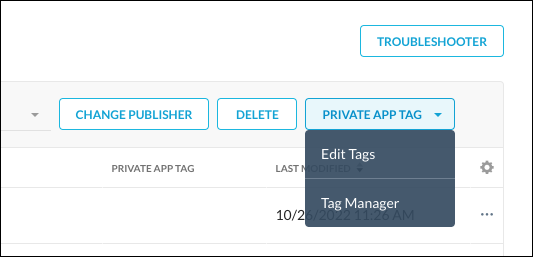 TROUBLESHOOTER
CHANGE PUBLISHER DELETE PRIVATE APP TAG
Edit Tags
PRIVATE APP TAG LAST MODIFIED
Tag Manager
10/26/2022 11:26 AM